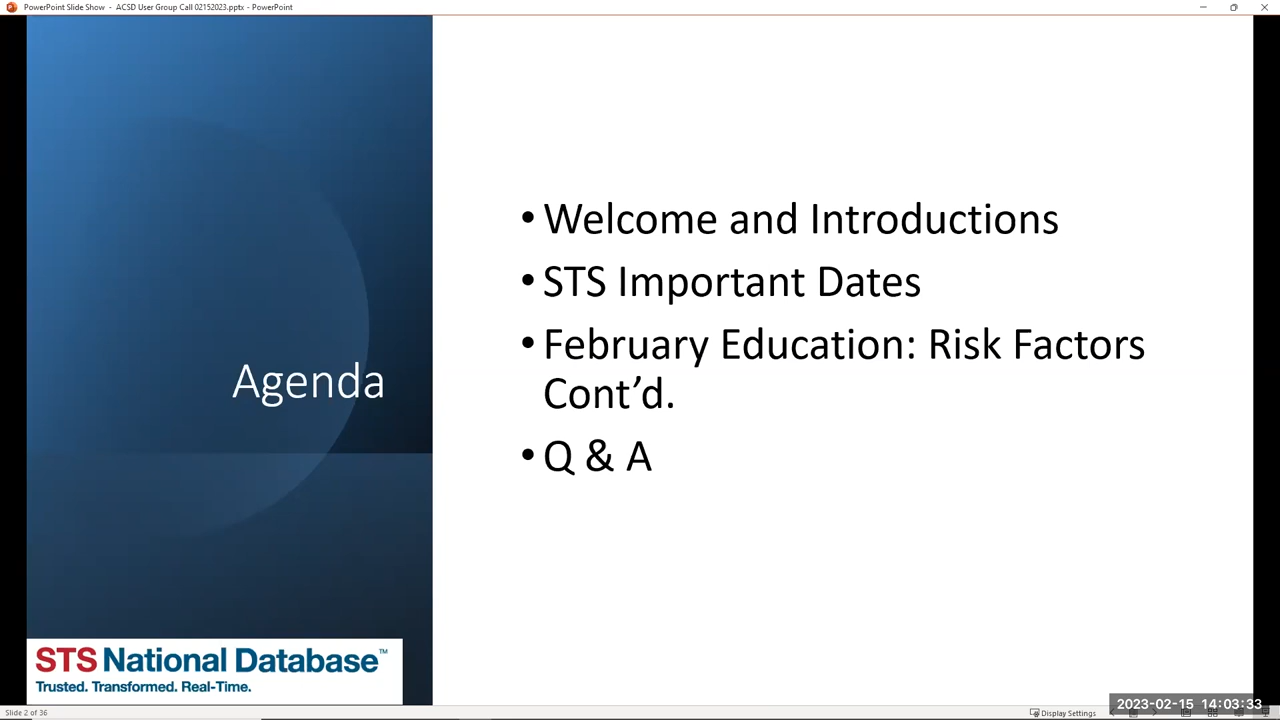 PowerPoint Slide Show - ACSD User Group Call 02152023.pptx - PowerPoint
Agenda
• Welcome and Introductions
• STS Important Dates
• February Education: Risk Factors
Cont’d.
• Q & A
STS National Database™
Trusted. Transformed. Real-Time.
2023-02-15 14:03:33
Slide 2 of 36
Display Settings